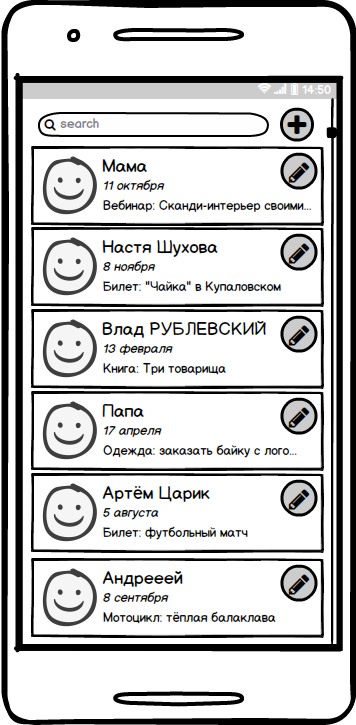 14:50
search
Мама
11 октября
Вебинар: Сканди-интерьер своими...
Настя Шухова
8 ноября
Билет: "Чайка" в Купаловском
Влад РУБЛЕВСКИЙ
13 февраля
Книга: Три товарища
Папа
17 апреля
Одежда: заказать байку с лого...
Артём Царик
5 августа
Билет: футбольный матч
Андрееей
8 сентября
Мотоцикл: тёплая балаклава